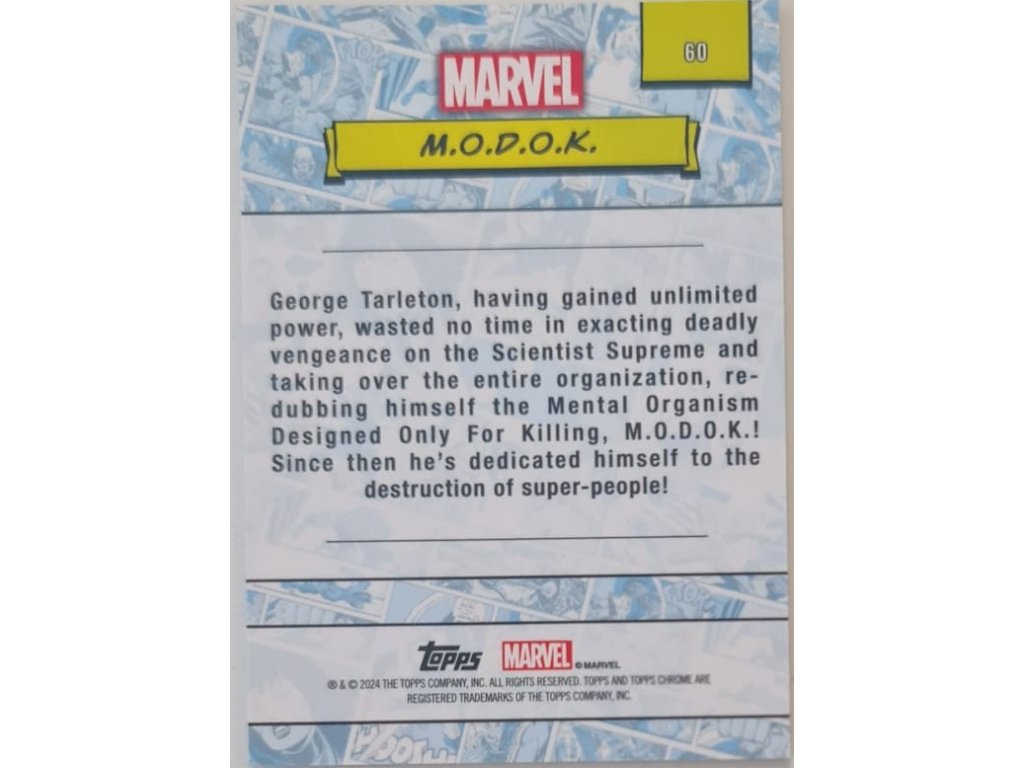 60
MARVEL
M.O.D.O.K.
George Tarleton, having gained unlimited
power, wasted no time in exacting deadly
vengeance on the Scientist Supreme and
taking over the entire organization, re-
dubbing himself the Mental Organism
Designed Only For Killing, M.O.D.O.K.!
Since then he's dedicated himself to the
destruction of super-people!
topps MARVEL © MARVEL
® & © 2024 THE TOPPS COMPANY, INC. ALL RIGHTS RESERVED. TOPPS AND TOPPS CHROME ARE
REGISTERED TRADEMARKS OF THE TOPPS COMPANY, INC.